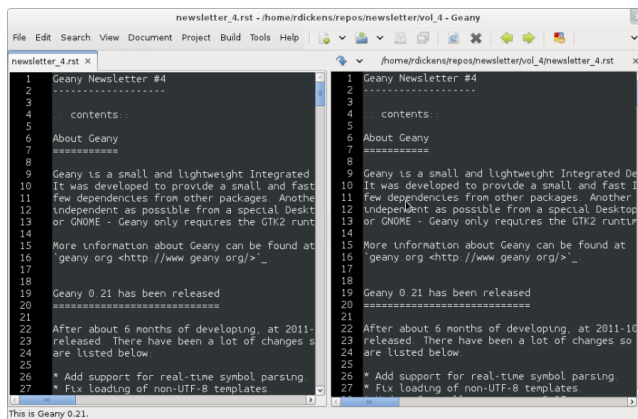 newsletter_4.rst - /home/rdickens/repos/newsletter/vol_4 - Geany
File Edit Search View Document Project Build Tools Help
newsletter_4.rst ×
1 Geany Newsletter #4
2 -------------------
3
4 .. contents::
5
6 About Geany
7 ===========
8
9 Geany is a small and lightweight Integrated
10 It was developed to provide a small and fast
11 few dependencies from other packages. Anothe
12 independent as possible from a special Deskt
13 or GNOME - Geany only requires the GTK2 runt
14
15 More information about Geany can be found at
16 `geany.org <http://www.geany.org/>`_.
17
18
19 Geany 0.21 has been released
20 ============================
21
22 After about 6 months of developing, at 2011-
23 released. There have been a lot of changes s
24 are listed below:
25
26 * Add support for real-time symbol parsing.
27 * Fix loading of non-UTF-8 templates.
/home/rdickens/repos/newsletter/vol_4/newsletter_4.rst ×
1 Geany Newsletter #4
2 -------------------
3
4 .. contents::
5
6 About Geany
7 ===========
8
9 Geany is a small and lightweight Integrated De
10 It was developed to provide a small and fast I
11 few dependencies from other packages. Another
12 independent as possible from a special Desktop
13 or GNOME - Geany only requires the GTK2 runtim
14
15 More information about Geany can be found at
16 `geany.org <http://www.geany.org/>`_.
17
18
19 Geany 0.21 has been released
20 ============================
21
22 After about 6 months of developing, at 2011-10
23 released. There have been a lot of changes so
24 are listed below:
25
26 * Add support for real-time symbol parsing.
27 * Fix loading of non-UTF-8 templates.
This is Geany 0.21.